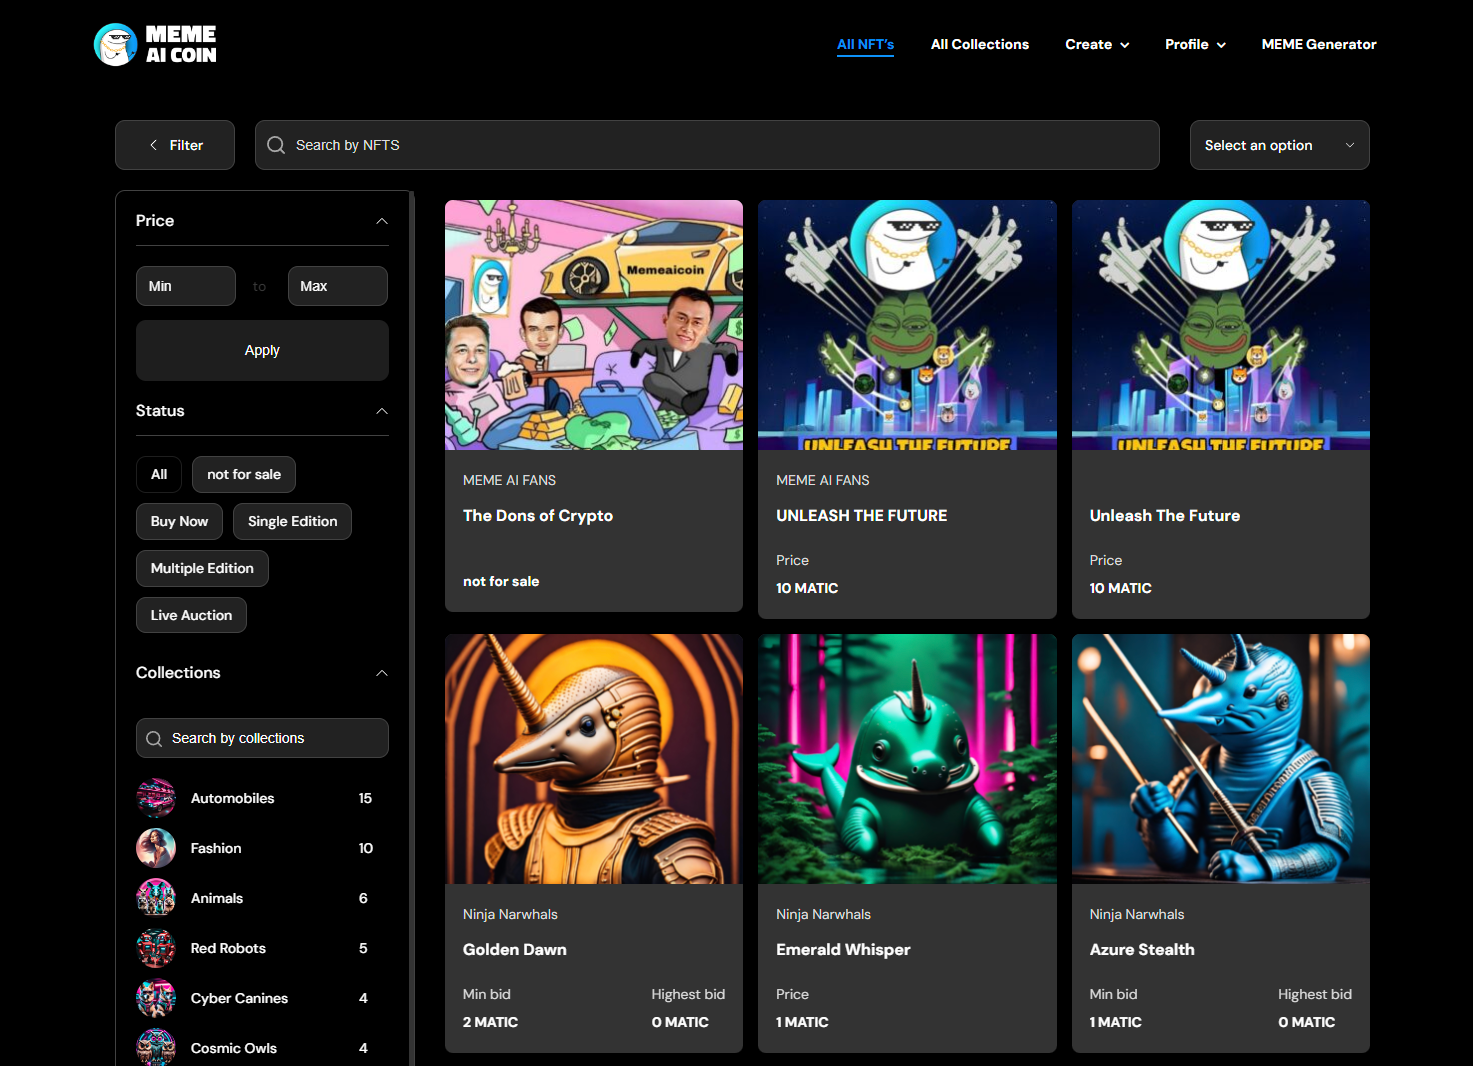 MEME
AI COIN
All NFT's
All Collections
Create
Profile
MEME Generator
Filter
Search by NFTS
Select an option
Price
Min
to
Max
Apply
Status
All
not for sale
Buy Now
Single Edition
Multiple Edition
Live Auction
Collections
Search by collections
Automobiles 15
Fashion 10
Animals 6
Red Robots 5
Cyber Canines 4
Cosmic Owls 4
Memeaicoin
MEME AI FANS
The Dons of Crypto
not for sale
UNLEASH THE FUTURE
MEME AI FANS
UNLEASH THE FUTURE
Price
10 MATIC
UNLEASH THE FUTURE
Unleash The Future
Price
10 MATIC
Ninja Narwhals
Golden Dawn
Min bid Highest bid
2 MATIC 0 MATIC
Ninja Narwhals
Emerald Whisper
Price
1 MATIC
Ninja Narwhals
Azure Stealth
Min bid Highest bid
1 MATIC 0 MATIC